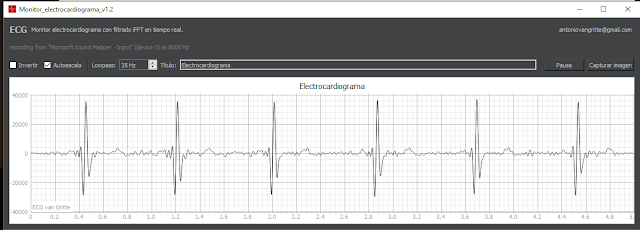 Monitor_electrocardiograma_v1.2
ECG Monitor electrocardiograma con filtrado iFFT en tiempo real. antoniovangritte@gmail.com
recording from "Microsoft Sound Mapper - Input" (device 0) at 8000 Hz
Invertir Autoescala Lowpass: 35 Hz Título: Electrocardiograma Pausa Capturar imagen
Electrocardiograma
40000
20000
0
-20000
-40000
ECG van Gritte
0 0.2 0.4 0.6 0.8 1 1.2 1.4 1.6 1.8 2 2.2 2.4 2.6 2.8 3 3.2 3.4 3.6 3.8 4 4.2 4.4 4.6 4.8 5